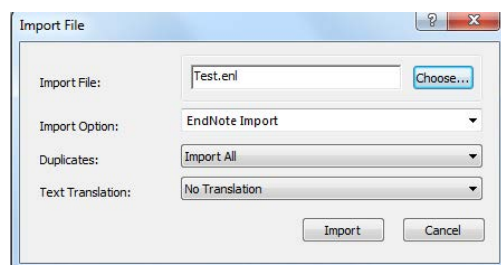 Import File
Import File: Test.enl Choose...
Import Option: EndNote Import
Duplicates: Import All
Text Translation: No Translation
Import Cancel